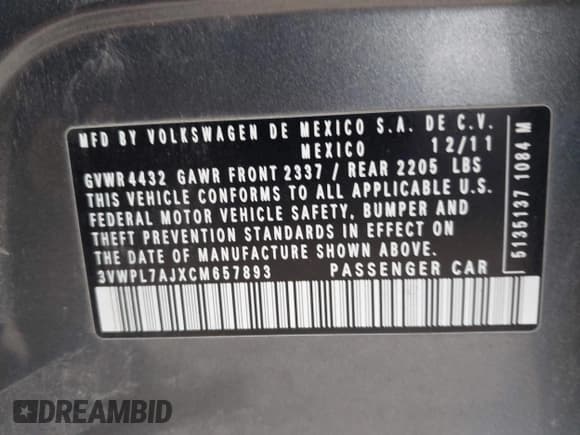 MFD BY VOLKSWAGEN DE MEXICO S.A. DE C.V.
MEXICO 12/11
GVWR 4432 GAWR FRONT 2337 / REAR 2205 LBS
THIS VEHICLE CONFORMS TO ALL APPLICABLE U.S.
FEDERAL MOTOR VEHICLE SAFETY, BUMPER AND
THEFT PREVENTION STANDARDS IN EFFECT ON
THE DATE OF MANUFACTURE SHOWN ABOVE.
3VWPL7AJXCM657893 PASSENGER CAR
5195137 1084 M
DREAMBID